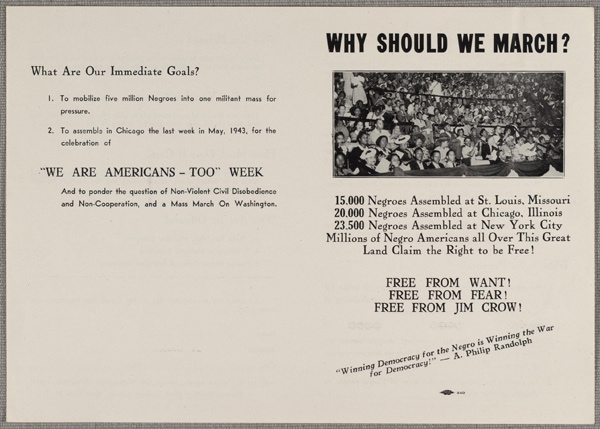 What Are Our Immediate Goals?
1. To mobilize five million Negroes into one militant mass for
pressure.
2. To assemble in Chicago the last week in May, 1943, for the
celebration of
"WE ARE AMERICANS – TOO" WEEK
And to ponder the question of Non-Violent Civil Disobedience
and Non-Cooperation, and a Mass March On Washington.
WHY SHOULD WE MARCH?
15.000 Negroes Assembled at St. Louis, Missouri
20.000 Negroes Assembled at Chicago, Illinois
23.500 Negroes Assembled at New York City
Millions of Negro Americans all Over This Great
Land Claim the Right to be Free!
FREE FROM WANT!
FREE FROM FEAR!
FREE FROM JIM CROW!
"Winning Democracy for the Negro is Winning the War
for Democracy!" — A. Philip Randolph